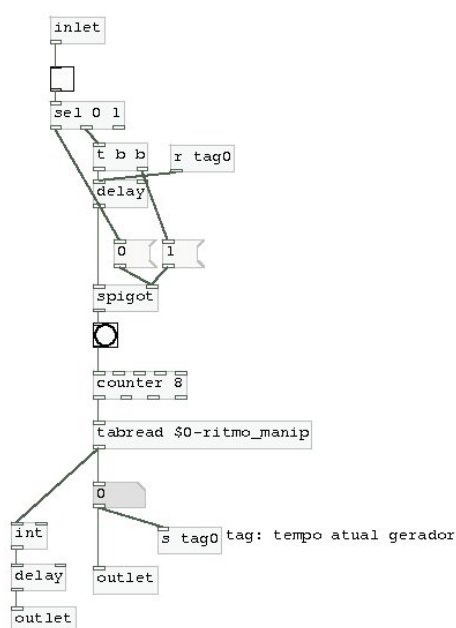 inlet
sel 0 1
t b b
r tag0
delay
0
1
spigot
counter 8
tabread $0-ritmo_manip
0
int
s tag0
tag: tempo atual gerador
delay
outlet
outlet